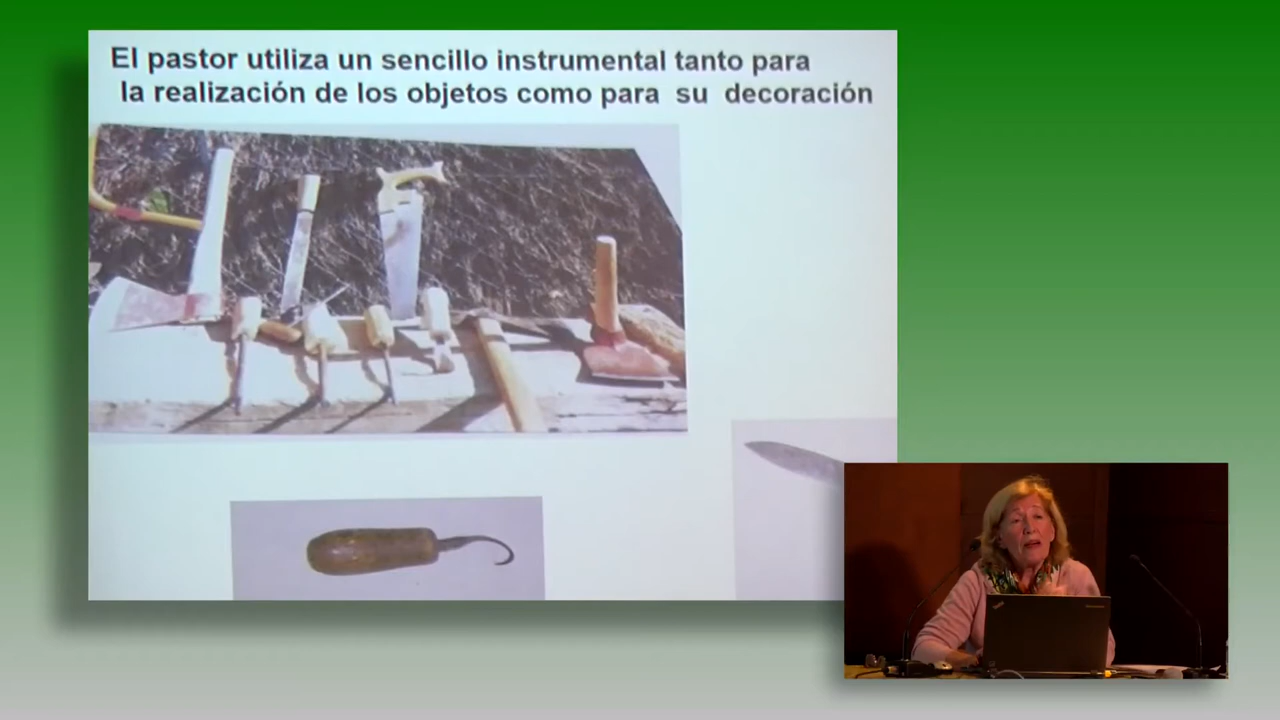 El pastor utiliza un sencillo instrumental tanto para
la realización de los objetos como para su decoración